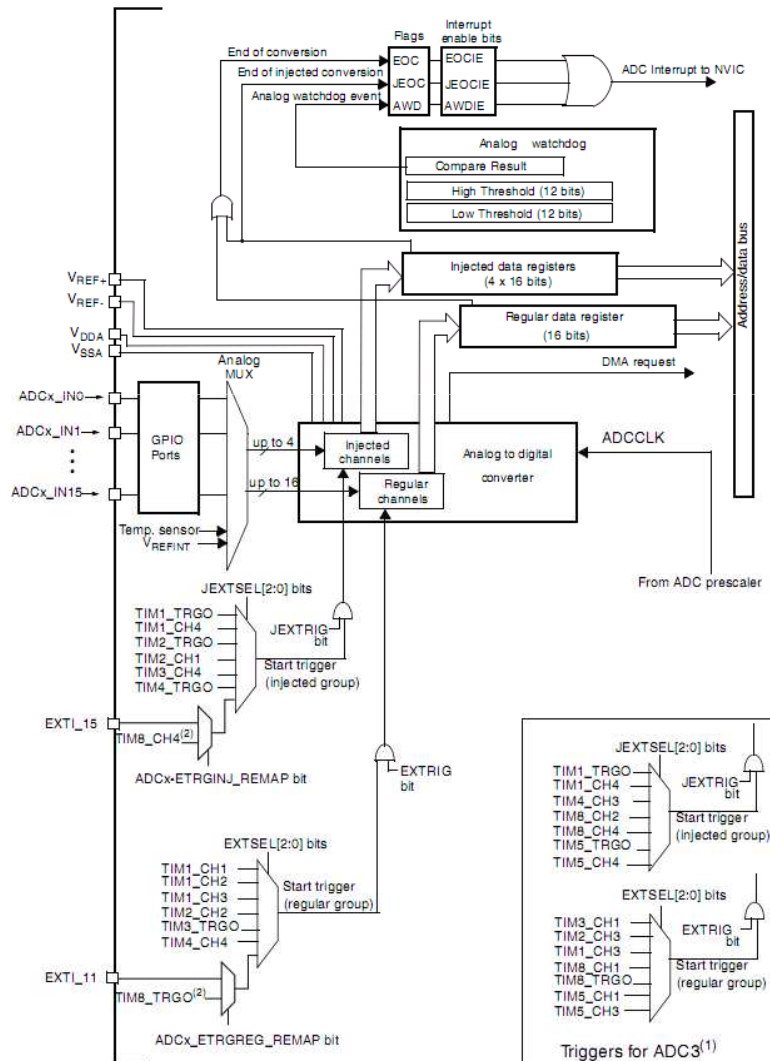 Flags
Interrupt
enable bits
End of conversion
EOC
EOCIE
End of injected conversion
JEOC
JEOCIE
ADC Interrupt to NVIC
Analog watchdog event
AWD
AWDIE
Analog watchdog
Compare Result
High Threshold (12 bits)
Low Threshold (12 bits)
Address/data bus
Injected data registers
(4 x 16 bits)
Regular data register
(16 bits)
VREF+
VREF-
VDDA
VSSA
Analog
MUX
DMA request
ADCx_IN0
ADCx_IN1
ADCx_IN15
GPIO
Ports
up to 4
up to 16
Injected
channels
Regular
channels
Analog to digital
converter
ADCCLK
Temp. sensor
VREFINT
From ADC prescaler
JEXTSEL[2:0] bits
TIM1_TRGO
TIM1_CH4
TIM2_TRGO
TIM2_CH1
TIM3_CH4
TIM4_TRGO
JEXTRIG
bit
Start trigger
(injected group)
EXTI_15
TIM8_CH4(2)
ADCx-ETRGINJ_REMAP bit
EXTRIG
bit
EXTSEL[2:0] bits
TIM1_CH1
TIM1_CH2
TIM1_CH3
TIM2_CH2
TIM3_TRGO
TIM4_CH4
Start trigger
(regular group)
EXTI_11
TIM8_TRGO(2)
ADCx_ETRGREG_REMAP bit
JEXTSEL[2:0] bits
TIM1_TRGO
TIM1_CH4
TIM4_CH3
TIM8_CH2
TIM8_CH4
TIM5_TRGO
TIM5_CH4
JEXTRIG
bit
Start trigger
(injected group)
EXTSEL[2:0] bits
TIM3_CH1
TIM2_CH3
TIM1_CH3
TIM8_CH1
TIM8_TRGO
TIM5_CH1
TIM5_CH3
EXTRIG
bit
Start trigger
(regular group)
Triggers for ADC3(1)